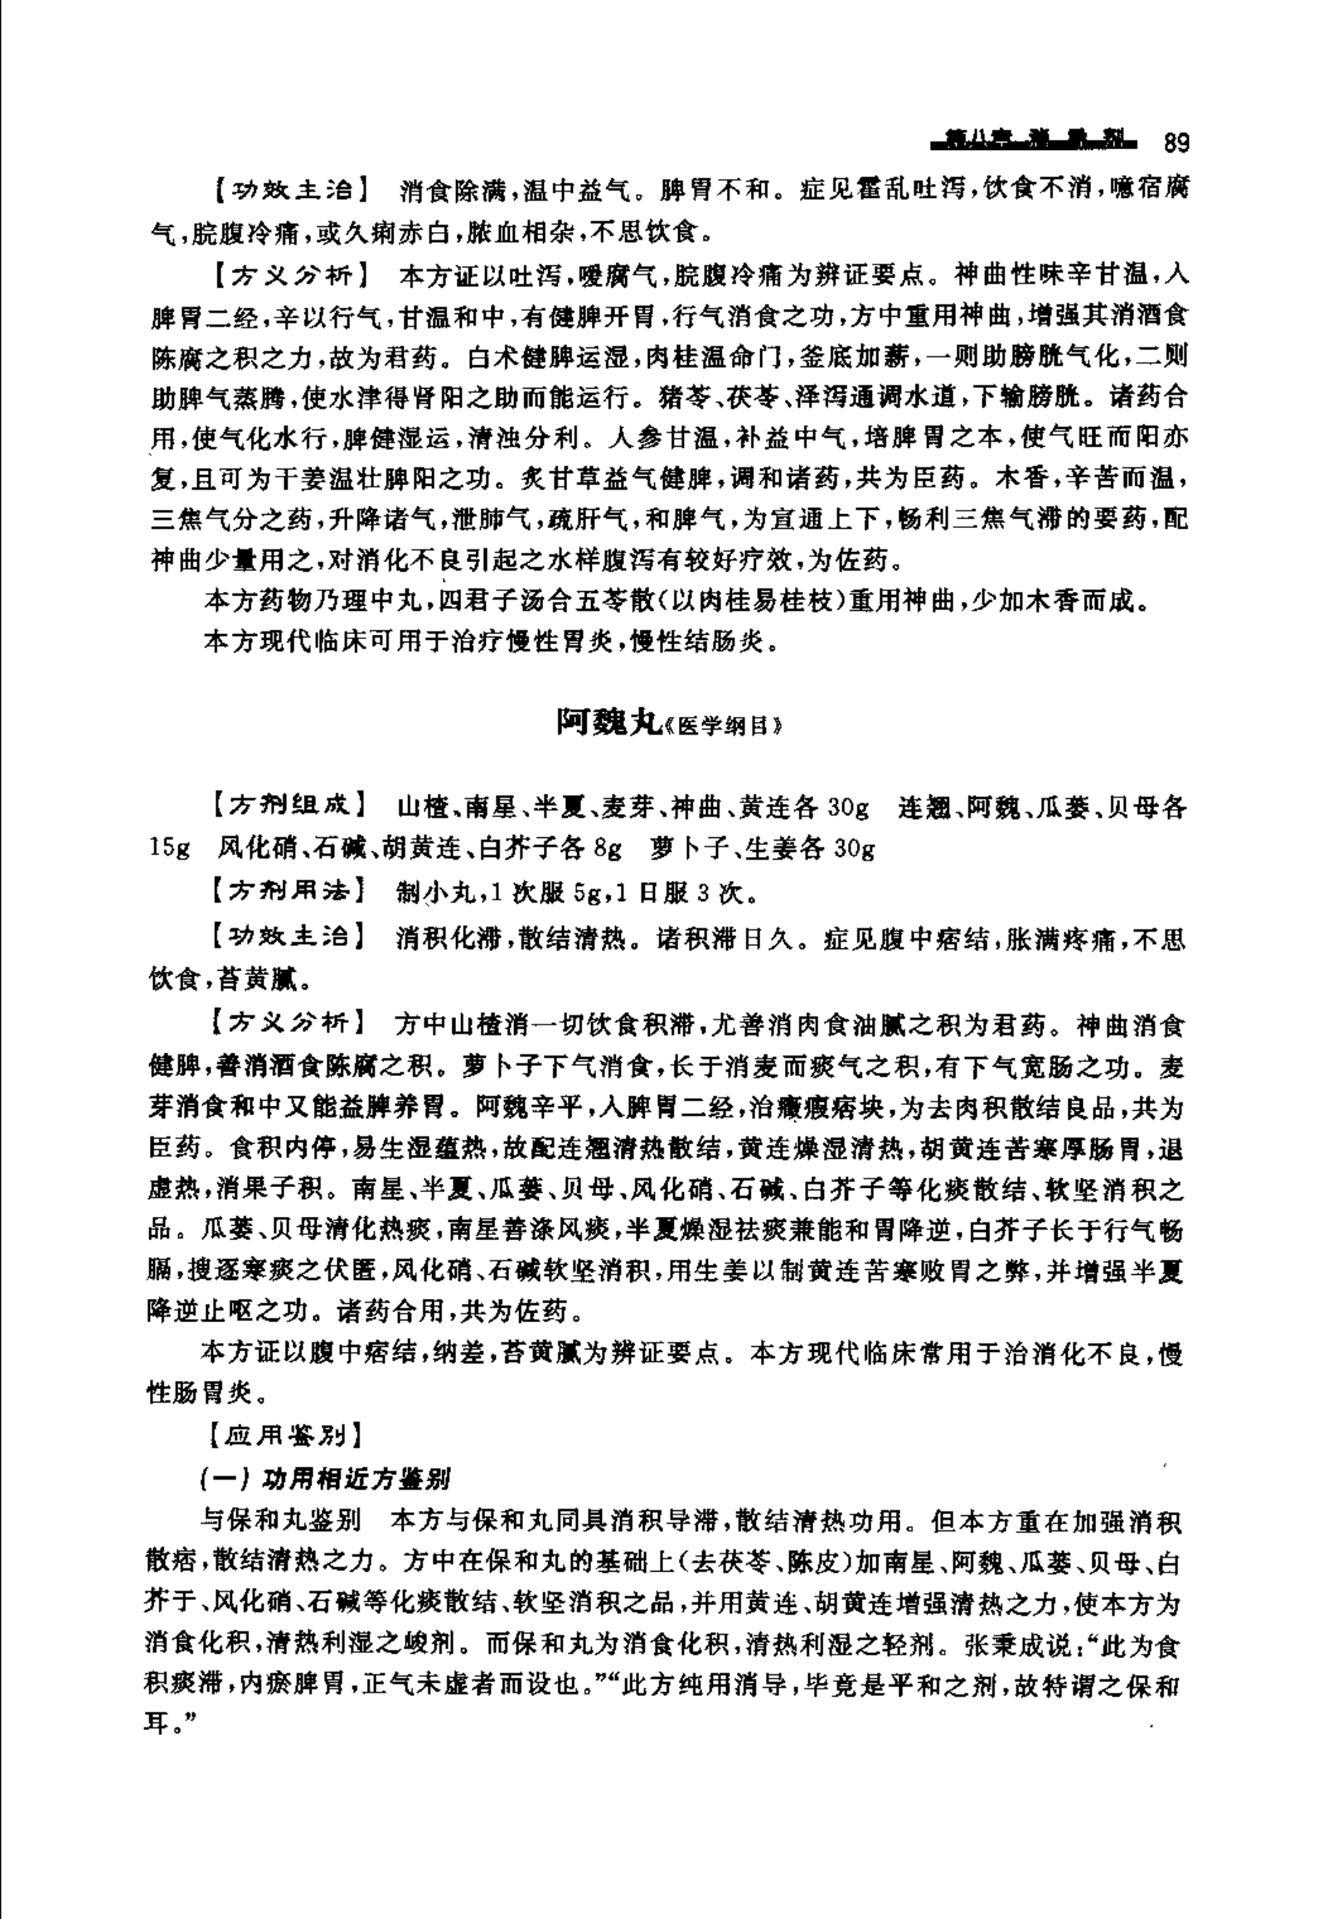 第八章 消 导 剂 89
【功效主治】 消食除满,温中益气。脾胃不和。症见霍乱吐泻,饮食不消,噫宿腐
气,脘腹冷痛,或久痢赤白,脓血相杂,不思饮食。
【方义分析】 本方证以吐泻,嗳腐气,脘腹冷痛为辨证要点。神曲性味辛甘温,入
脾胃二经,辛以行气,甘温和中,有健脾开胃,行气消食之功,方中重用神曲,增强其消酒食
陈腐之积之力,故为君药。白术健脾运湿,肉桂温命门,釜底加薪,一则助膀胱气化,二则
助脾气蒸腾,使水津得肾阳之助而能运行。猪苓、茯苓、泽泻通调水道,下输膀胱。诸药合
用,使气化水行,脾健湿运,清浊分利。人参甘温,补益中气,培脾胃之本,使气旺而阳亦
复,且可为干姜温壮脾阳之功。炙甘草益气健脾,调和诸药,共为臣药。木香,辛苦而温,
三焦气分之药,升降诸气,泄肺气,疏肝气,和脾气,为宣通上下,畅利三焦气滞的要药,配
神曲少量用之,对消化不良引起之水样腹泻有较好疗效,为佐药。
本方药物乃理中丸,四君子汤合五苓散(以肉桂易桂枝)重用神曲,少加木香而成。
本方现代临床可用于治疗慢性胃炎,慢性结肠炎。
阿魏丸《医学纲目》
【方剂组成】 山楂、南星、半夏、麦芽、神曲、黄连各 30g 连翘、阿魏、瓜蒌、贝母各
15g 风化硝、石碱、胡黄连、白芥子各 8g 萝卜子、生姜各 30g
【方剂用法】 制小丸,1 次服 5g,1 日服 3 次。
【功效主治】 消积化滞,散结清热。诸积滞日久。症见腹中痞结,胀满疼痛,不思
饮食,苔黄腻。
【方义分析】 方中山楂消一切饮食积滞,尤善消肉食油腻之积为君药。神曲消食
健脾,善消酒食陈腐之积。萝卜子下气消食,长于消麦而痰气之积,有下气宽肠之功。麦
芽消食和中又能益脾养胃。阿魏辛平,入脾胃二经,治癥瘕痞块,为去肉积散结良品,共为
臣药。食积内停,易生湿蕴热,故配连翘清热散结,黄连燥湿清热,胡黄连苦寒厚肠胃,退
虚热,消果子积。南星、半夏、瓜蒌、贝母、风化硝、石碱、白芥子等化痰散结、软坚消积之
品。瓜蒌、贝母清化热痰,南星善涤风痰,半夏燥湿祛痰兼能和胃降逆,白芥子长于行气畅
膈,搜逐寒痰之伏匿,风化硝、石碱软坚消积,用生姜以制黄连苦寒败胃之弊,并增强半夏
降逆止呕之功。诸药合用,共为佐药。
本方证以腹中痞结,纳差,苔黄腻为辨证要点。本方现代临床常用于治消化不良,慢
性肠胃炎。
【应用鉴别】
(一) 功用相近方鉴别
与保和丸鉴别 本方与保和丸同具消积导滞,散结清热功用。但本方重在加强消积
散痞,散结清热之力。方中在保和丸的基础上(去茯苓、陈皮)加南星、阿魏、瓜蒌、贝母、白
芥于、风化硝、石碱等化痰散结、软坚消积之品,并用黄连、胡黄连增强清热之力,使本方为
消食化积,清热利湿之峻剂。而保和丸为消食化积,清热利湿之轻剂。张秉成说:“此为食
积痰滞,内瘀脾胃,正气未虚者而设也。”“此方纯用消导,毕竟是平和之剂,故特谓之保和
耳。”